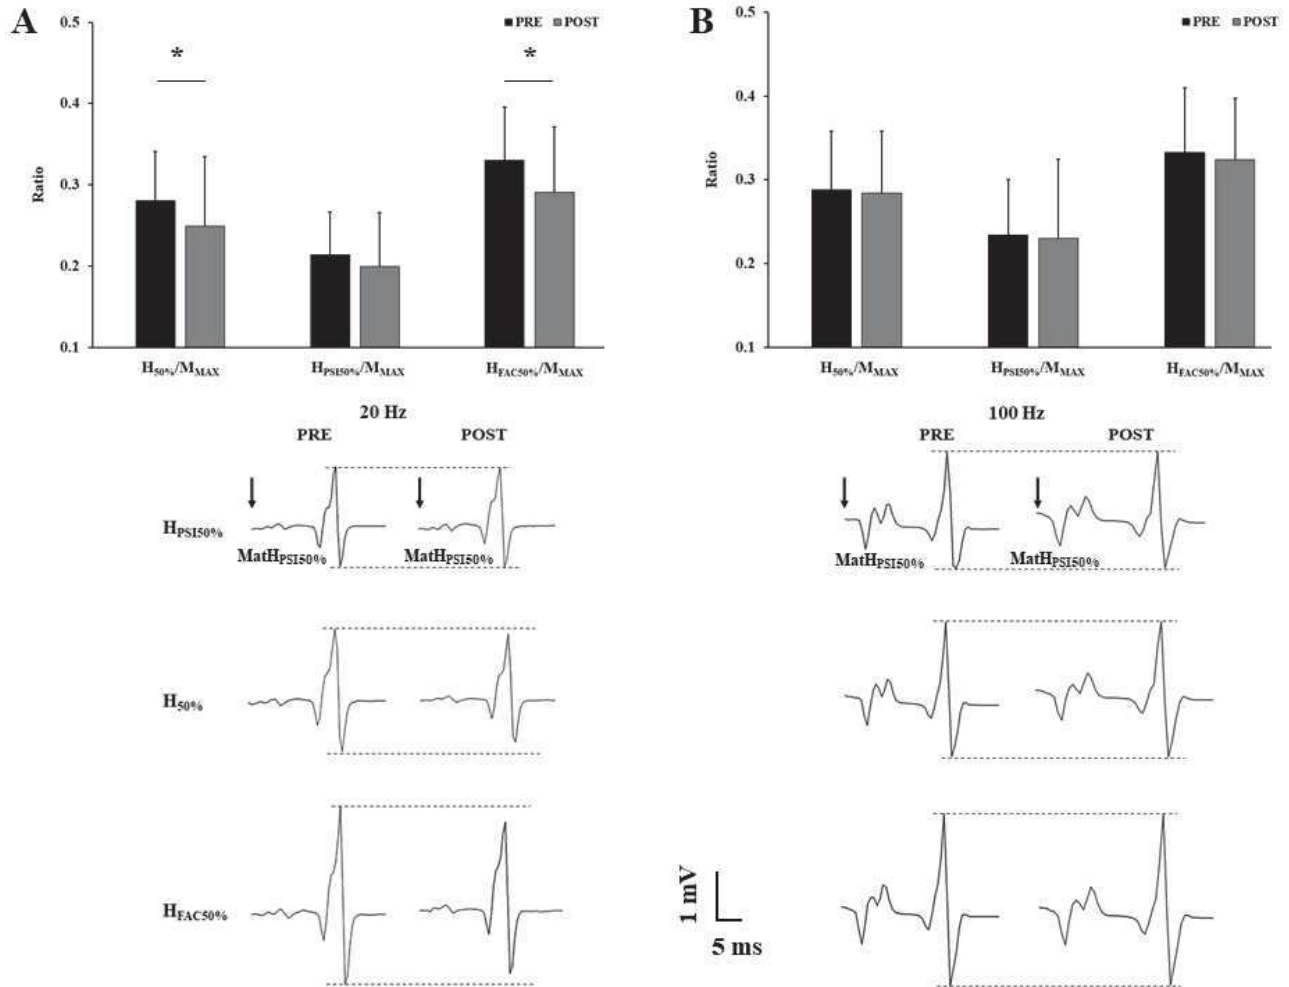 A
0.5
PRE POST
*
*
0.4
0.3
0.2
0.1
Ratio
H50%/MMAX
HPSI50%/MMAX
HFAC50%/MMAX
20 Hz
PRE
POST
HPSI50%
MatHPSI50%
MatHPSI50%
H50%
HFAC50%
B
0.5
PRE POST
0.4
0.3
0.2
0.1
Ratio
H50%/MMAX
HPSI50%/MMAX
HFAC50%/MMAX
100 Hz
PRE
POST
MatHPSI50%
MatHPSI50%
1 mV
5 ms